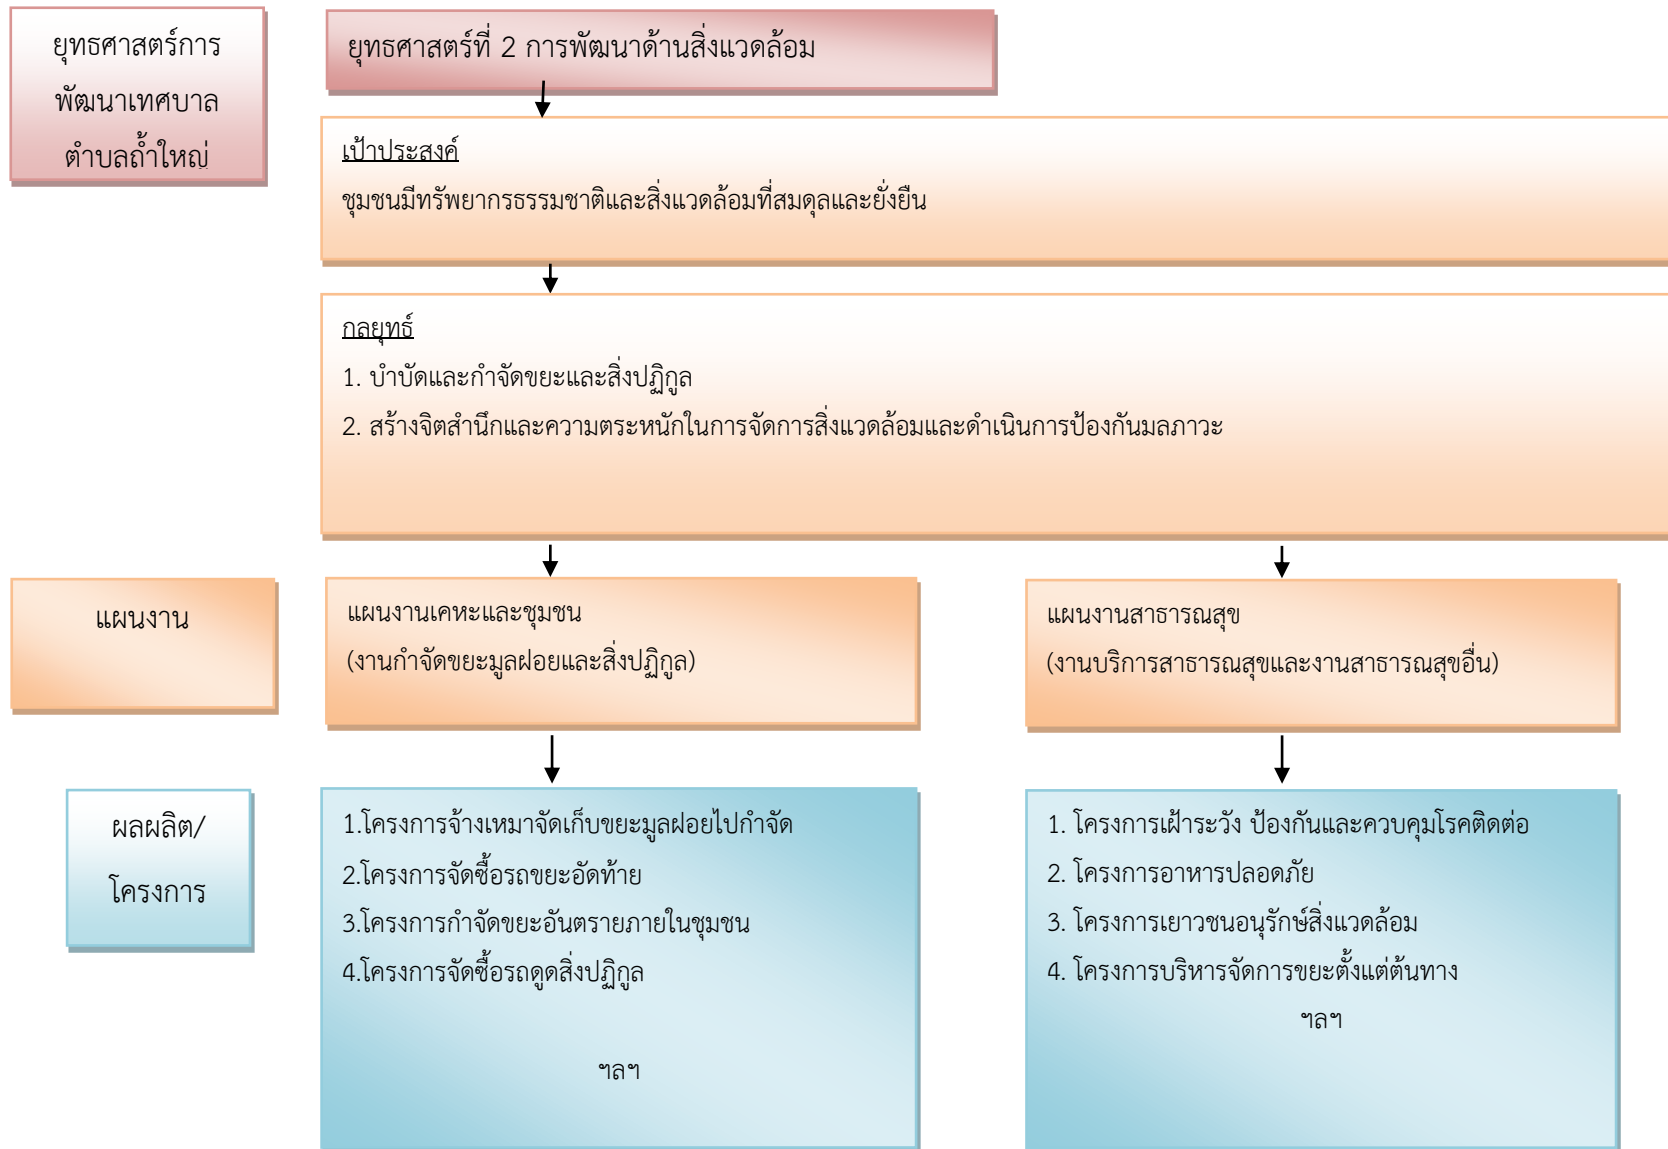 ยุทธศาสตร์การ
พัฒนาเทศบาล
ตำบลถ้ำใหญ่
ยุทธศาสตร์ที่ 2 การพัฒนาด้านสิ่งแวดล้อม
เป้าประสงค์
ชุมชนมีทรัพยากรธรรมชาติและสิ่งแวดล้อมที่สมดุลและยั่งยืน
กลยุทธ์
1. บำบัดและกำจัดขยะและสิ่งปฏิกูล
2. สร้างจิตสำนึกและความตระหนักในการจัดการสิ่งแวดล้อมและดำเนินการป้องกันมลภาวะ
แผนงาน
แผนงานเคหะและชุมชน
(งานกำจัดขยะมูลฝอยและสิ่งปฏิกูล)
แผนงานสาธารณสุข
(งานบริการสาธารณสุขและงานสาธารณสุขอื่น)
ผลผลิต/
โครงการ
1.โครงการจ้างเหมาจัดเก็บขยะมูลฝอยไปกำจัด
2.โครงการจัดซื้อรถขยะอัดท้าย
3.โครงการกำจัดขยะอันตรายภายในชุมชน
4.โครงการจัดซื้อรถดูดสิ่งปฏิกูล
ฯลฯ
1. โครงการเฝ้าระวัง ป้องกันและควบคุมโรคติดต่อ
2. โครงการอาหารปลอดภัย
3. โครงการเยาวชนอนุรักษ์สิ่งแวดล้อม
4. โครงการบริหารจัดการขยะตั้งแต่ต้นทาง
ฯลฯ